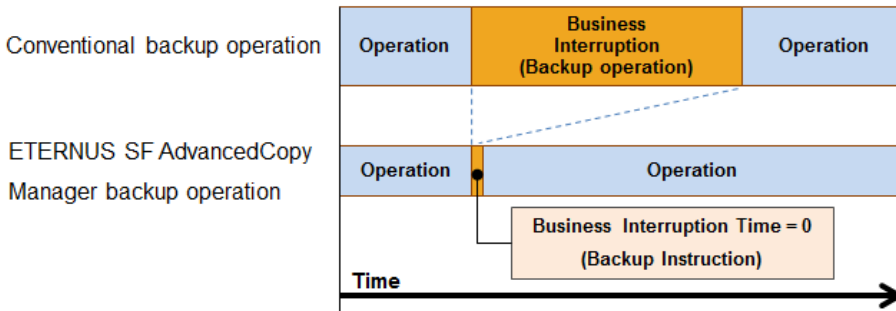 Conventional backup operation
Operation
Business
Interruption
(Backup operation)
Operation
ETERNUS SF AdvancedCopy
Manager backup operation
Operation
Operation
Business Interruption Time = 0
(Backup Instruction)
Time